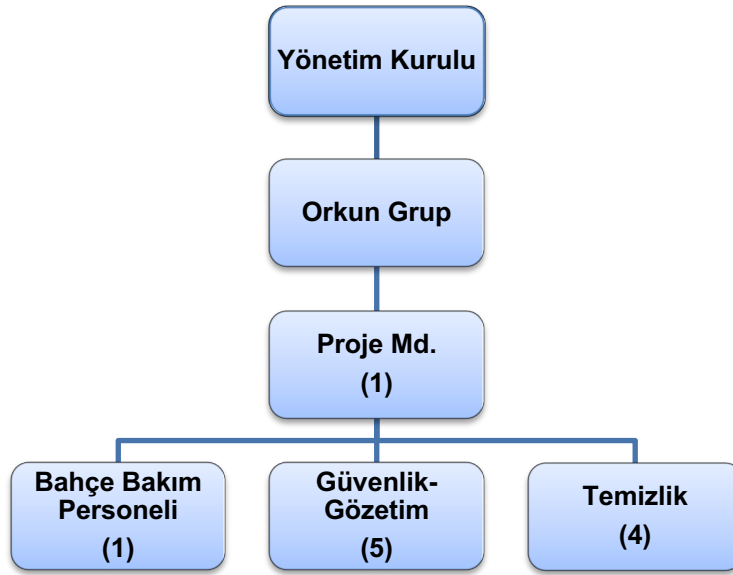 Yönetim Kurulu
Orkun Grup
Proje Md.
(1)
Bahçe Bakım
Personeli
(1)
Güvenlik-
Gözetim
(5)
Temizlik
(4)